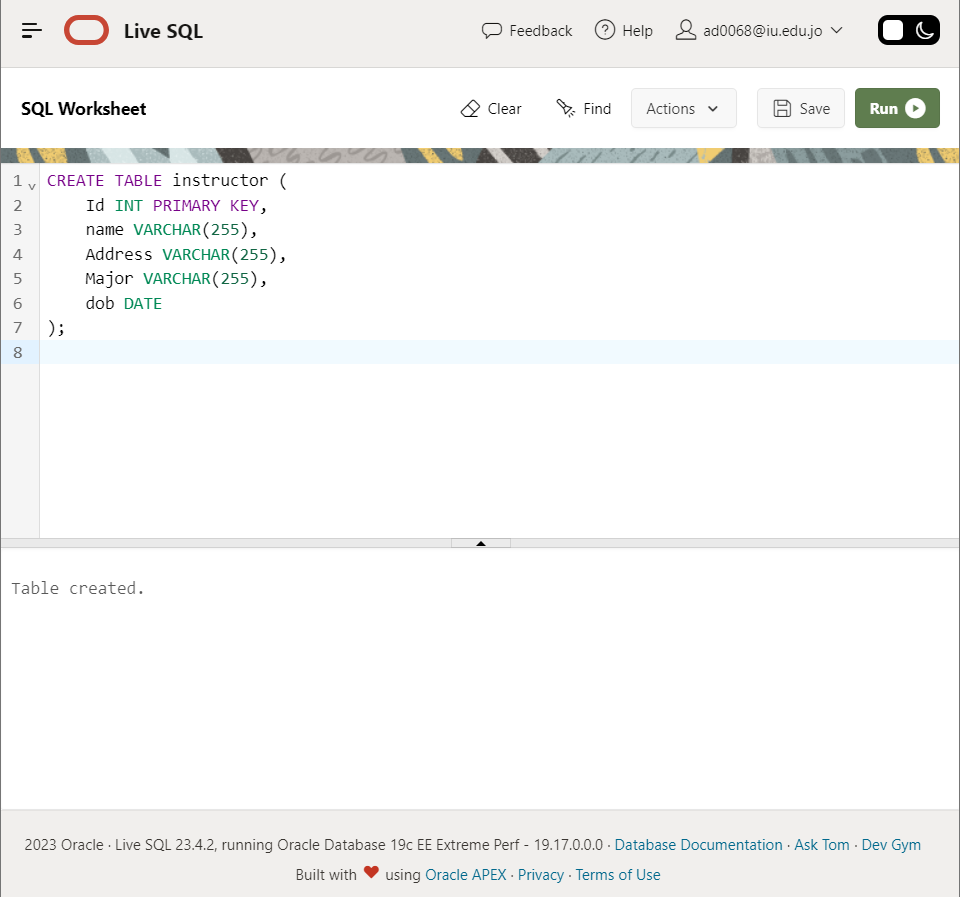 Live SQL
Feedback
Help
ad0068@iu.edu.jo
SQL Worksheet
Clear
Find
Actions
Save
Run
1 CREATE TABLE instructor (
2     Id INT PRIMARY KEY,
3     name VARCHAR(255),
4     Address VARCHAR(255),
5     Major VARCHAR(255),
6     dob DATE
7 );
8
Table created.
2023 Oracle · Live SQL 23.4.2, running Oracle Database 19c EE Extreme Perf - 19.17.0.0.0 · Database Documentation · Ask Tom · Dev Gym
Built with ❤ using Oracle APEX · Privacy · Terms of Use